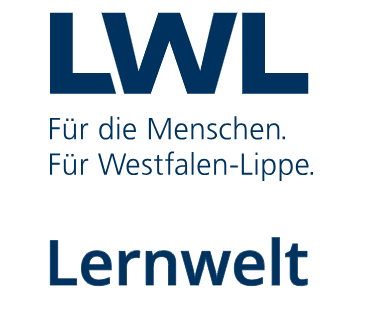 LWL
Für die Menschen.
Für Westfalen-Lippe.
Lernwelt